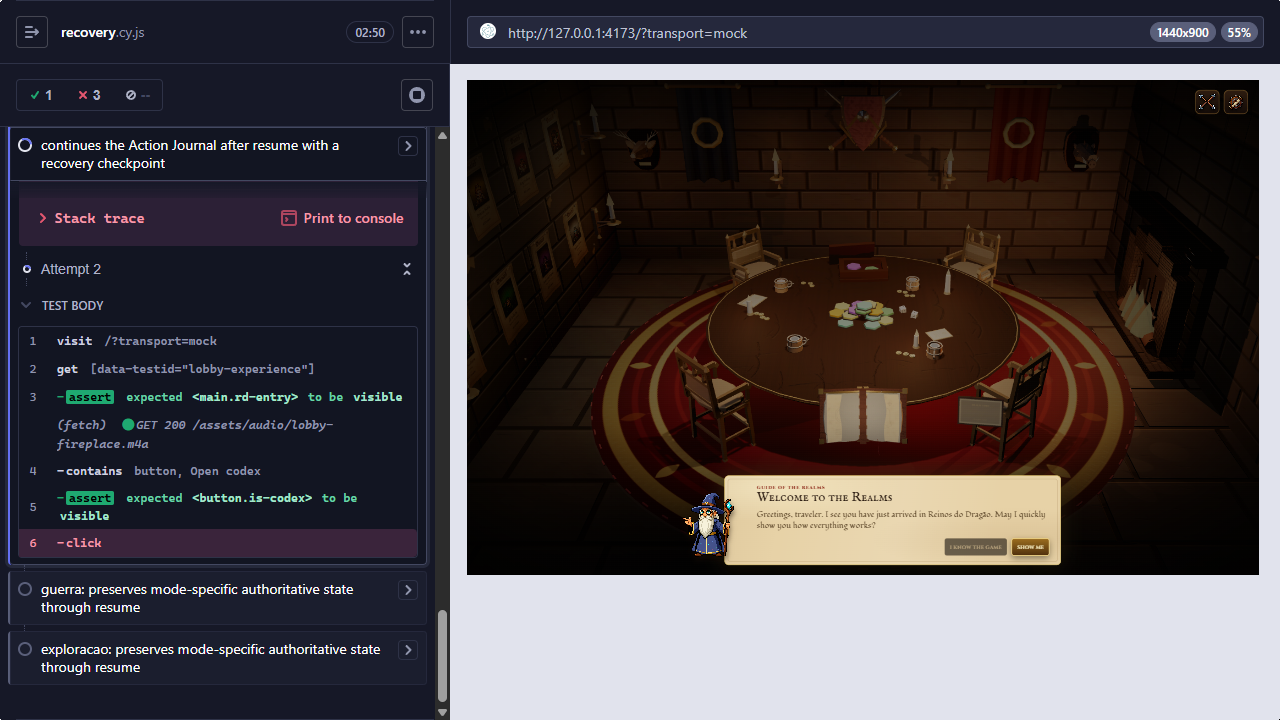 recovery.cy.js
02:50
http://127.0.0.1:4173/?transport=mock
1440x900
55%
1
3
--
continues the Action Journal after resume with a
recovery checkpoint
Stack trace
Print to console
Attempt 2
TEST BODY
1 visit /?transport=mock
2 get [data-testid="lobby-experience"]
3 -assert expected <main.rd-entry> to be visible
(fetch) GET 200 /assets/audio/lobby-
fireplace.m4a
4 -contains button, Open codex
5 -assert expected <button.is-codex> to be
visible
6 -click
guerra: preserves mode-specific authoritative state
through resume
exploracao: preserves mode-specific authoritative state
through resume
GUIDE OF THE REALMS
Welcome to the Realms
Greetings, traveler. I see you have just arrived in Reinos do Dragão. May I quickly
show you how everything works?
I KNOW THE GAME
SHOW ME